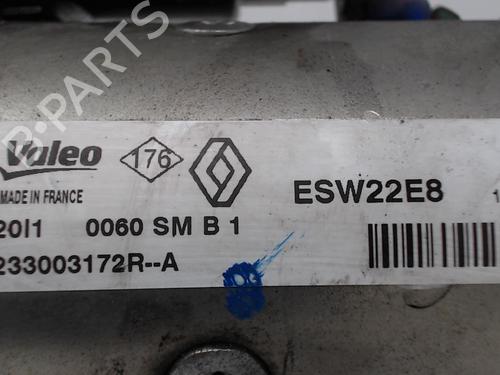 B-PARTS
Valeo
176
ESW22E8
MADE IN FRANCE
20I1 0060 SM B 1
233003172R--A